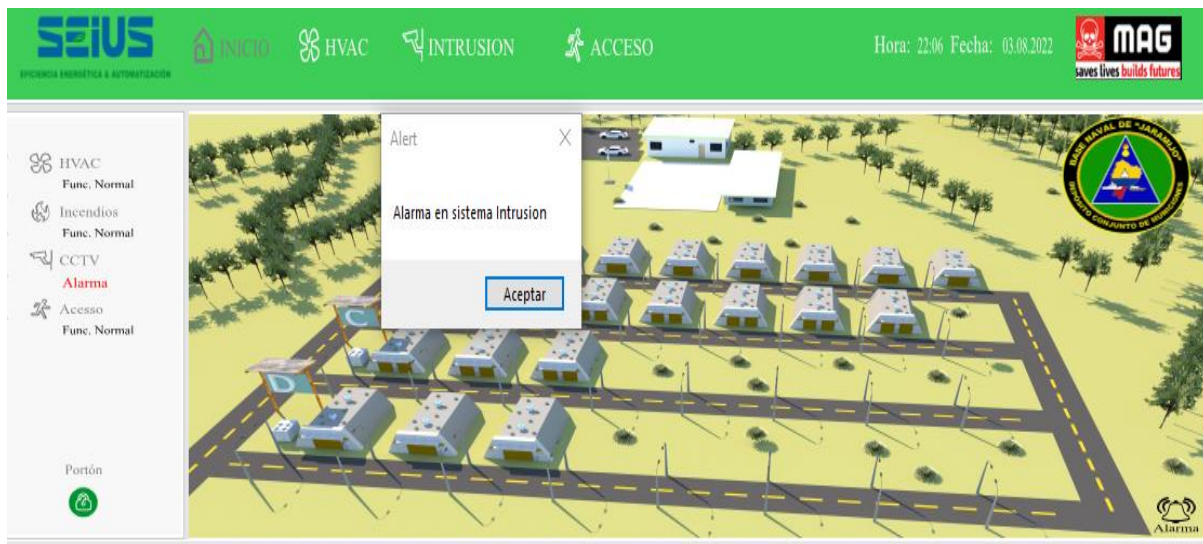 SEiUS
EFICIENCIA ENERGÉTICA & AUTOMATIZACIÓN
INICIO
HVAC
INTRUSION
ACCESO
Hora: 22:06 Fecha: 03.08.2022
MAG
saves lives builds futures
HVAC
Func. Normal
Incendios
Func. Normal
CCTV
Alarma
Acesso
Func. Normal
Portón
Alert
Alarma en sistema Intrusion
Aceptar
C
D
BASE NAVAL DE "JARAMIJO"
DEPOSITO CONJUNTO DE MUNICIONES
Alarma